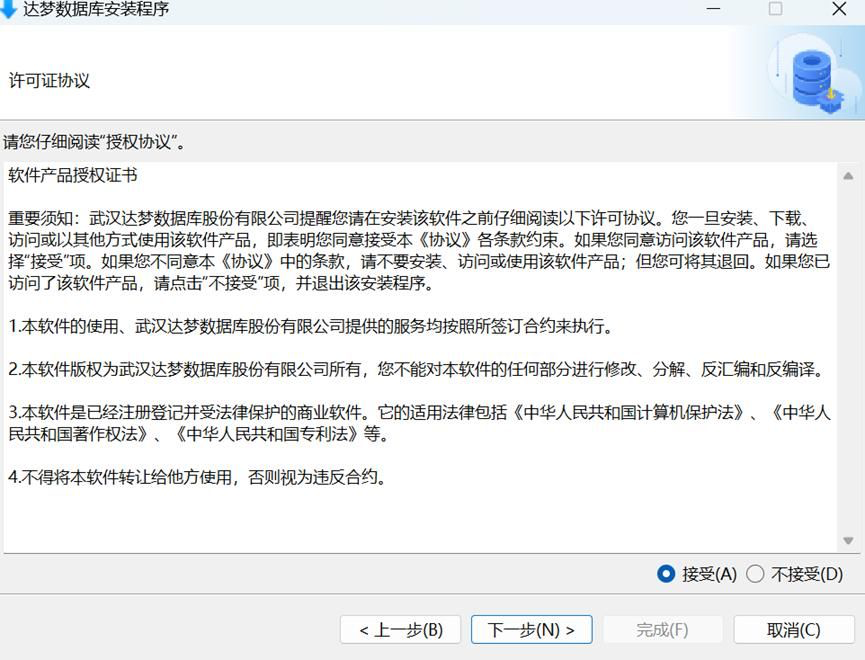 达梦数据库安装程序
许可证协议
请您仔细阅读“授权协议”。
软件产品授权证书
重要须知：武汉达梦数据库股份有限公司提醒您请在安装该软件之前仔细阅读以下许可协议。您一旦安装、下载、
访问或以其他方式使用该软件产品，即表明您同意接受本《协议》各条款约束。如果您同意访问该软件产品，请选
择“接受”项。如果您不同意本《协议》中的条款，请不要安装、访问或使用该软件产品；但您可将其退回。如果您已
访问了该软件产品，请点击“不接受”项，并退出该安装程序。
1.本软件的使用、武汉达梦数据库股份有限公司提供的服务均按照所签订合约来执行。
2.本软件版权为武汉达梦数据库股份有限公司所有，您不能对本软件的任何部分进行修改、分解、反汇编和反编译。
3.本软件是已经注册登记并受法律保护的商业软件。它的适用法律包括《中华人民共和国计算机保护法》、《中华人
民共和国著作权法》、《中华人民共和国专利法》等。
4.不得将本软件转让给他方使用，否则视为违反合约。
接受(A) 不接受(D)
< 上一步(B) 下一步(N) > 完成(F) 取消(C)